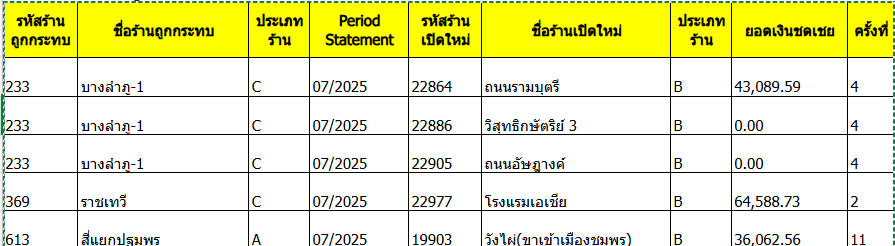 รหัสร้านถูกกระทบ ชื่อร้านถูกกระทบ ประเภทร้าน Period Statement รหัสร้านเปิดใหม่ ชื่อร้านเปิดใหม่ ประเภทร้าน ยอดเงินชดเชย ครั้งที่
233 บางลำภู-1 C 07/2025 22864 ถนนรามบุตรี B 43,089.59 4
233 บางลำภู-1 C 07/2025 22886 วิสุทธิกษัตริย์ 3 B 0.00 4
233 บางลำภู-1 C 07/2025 22905 ถนนอัษฎางค์ B 0.00 4
369 ราชเทวี C 07/2025 22977 โรงแรมเอเชีย B 64,588.73 2
613 สี่แยกปฐมพร A 07/2025 19903 วังไผ่(ขาเข้าเมืองชุมพร) B 36,062.56 11